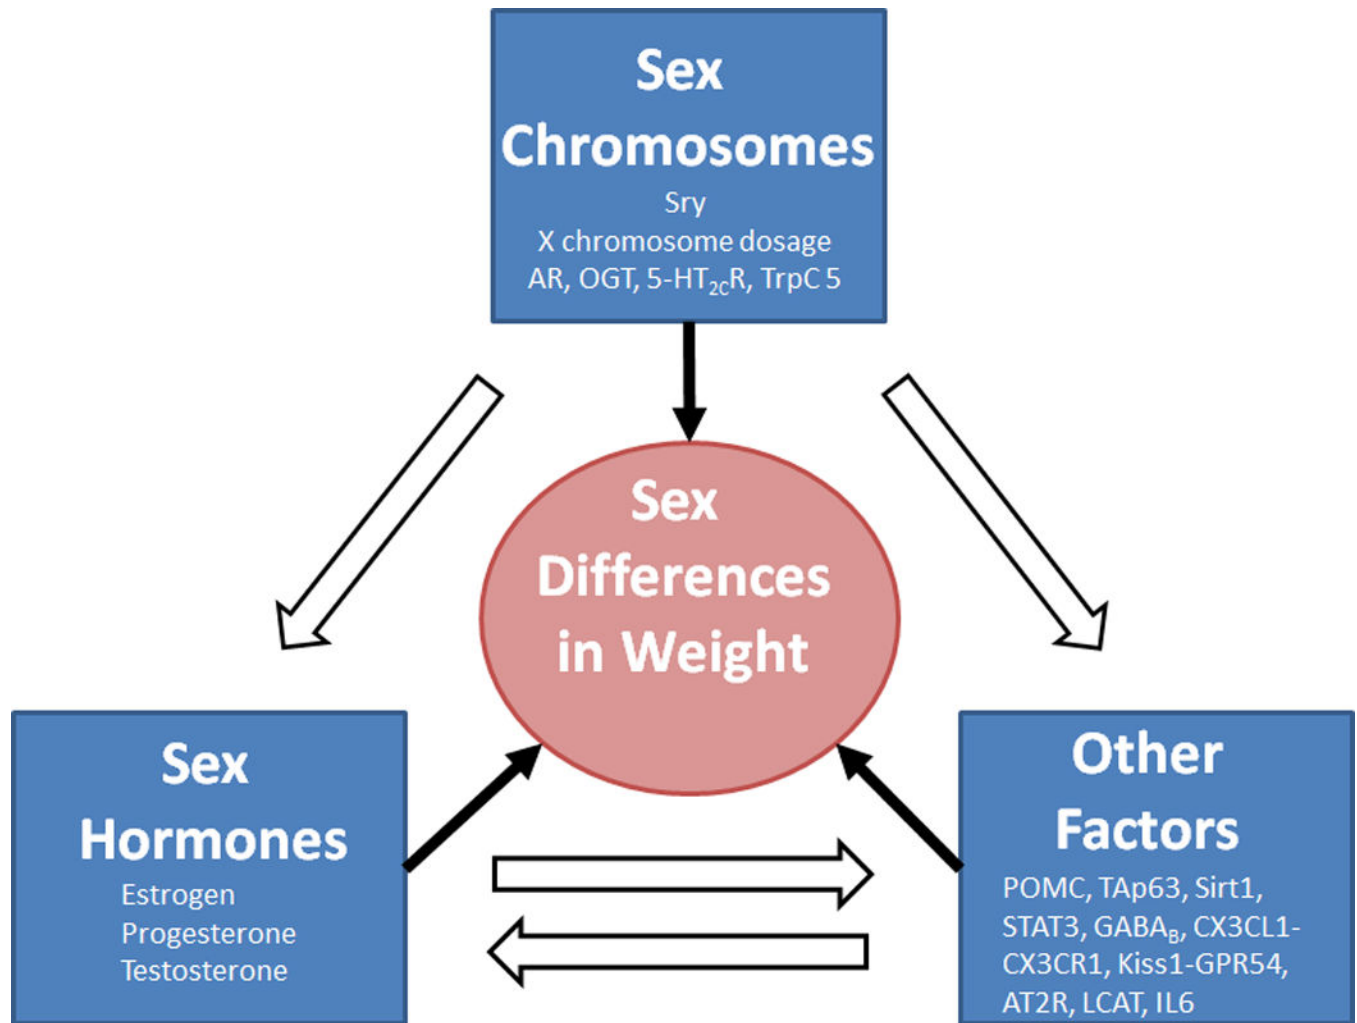 Sex
Chromosomes
Sry
X chromosome dosage
AR, OGT, 5-HT₂CR, TrpC 5
Sex
Differences
in Weight
Sex
Hormones
Estrogen
Progesterone
Testosterone
Other
Factors
POMC, TAp63, Sirt1,
STAT3, GABA_B, CX3CL1-
CX3CR1, Kiss1-GPR54,
AT2R, LCAT, IL6